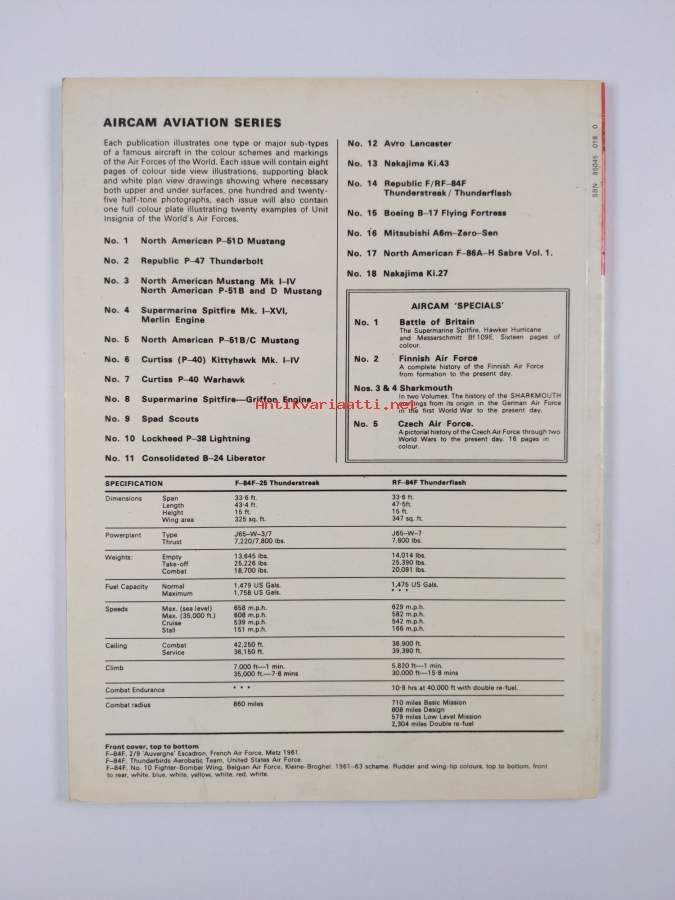 AIRCAM AVIATION SERIES
Each publication illustrates one type or major sub-types
of a famous aircraft in the colour schemes and markings
of the Air Forces of the World. Each issue will contain eight
pages of colour side view illustrations, supporting black
and white plan view drawings showing where necessary
both upper and under surfaces, one hundred and twenty-
five half-tone photographs, each issue will also contain
one full colour plate illustrating twenty examples of Unit
Insignia of the World's Air Forces.
No. 1 North American P–51D Mustang
No. 2 Republic P–47 Thunderbolt
No. 3 North American Mustang Mk I–IV
North American P-51B and D Mustang
No. 4 Supermarine Spitfire Mk. I–XVI,
Merlin Engine
No. 5 North American P–51B/C Mustang
No. 6 Curtiss (P–40) Kittyhawk Mk. I–IV
No. 7 Curtiss P–40 Warhawk
No. 8 Supermarine Spitfire—Griffon Engine
No. 9 Spad Scouts
No. 10 Lockheed P–38 Lightning
No. 11 Consolidated B–24 Liberator
No. 12 Avro Lancaster
No. 13 Nakajima Ki.43
No. 14 Republic F/RF–84F
Thunderstreak / Thunderflash
No. 15 Boeing B–17 Flying Fortress
No. 16 Mitsubishi A6m–Zero–Sen
No. 17 North American F–86A–H Sabre Vol. 1.
No. 18 Nakajima Ki.27
SBN 85045 018 0
AIRCAM 'SPECIALS'
No. 1 Battle of Britain
The Supermarine Spitfire, Hawker Hurricane
and Messerschmitt Bf.109E. Sixteen pages of
colour.
No. 2 Finnish Air Force
A complete history of the Finnish Air Force
from formation to the present day.
Nos. 3 & 4 Sharkmouth
In two Volumes. The history of the SHARKMOUTH
markings from its origin in the German Air Force
in the first World War to the present day.
No. 5 Czech Air Force.
A pictorial history of the Czech Air Force through two
World Wars to the present day. 16 pages in
colour.
Antikvariaatti.net
SPECIFICATION F–84F–25 Thunderstreak RF–84F Thunderflash
Dimensions Span 33·6 ft. 33·6 ft.
Length 43·4 ft. 47·5ft.
Height 15 ft. 15 ft.
Wing area 325 sq. ft. 347 sq. ft.
Powerplant Type J65–W–3/7 J65–W–7
Thrust 7,220/7,800 lbs. 7,800 lbs.
Weights: Empty 13,645 lbs. 14,014 lbs.
Take-off 25,226 lbs. 25,390 lbs.
Combat 18,700 lbs. 20,091 lbs.
Fuel Capacity Normal 1,479 US Gals. 1,475 US Gals.
Maximum 1,758 US Gals. * * *
Speeds Max. (sea level) 658 m.p.h. 629 m.p.h.
Max. (35,000 ft.) 608 m.p.h. 582 m.p.h.
Cruise 539 m.p.h. 542 m.p.h.
Stall 151 m.p.h. 166 m.p.h.
Ceiling Combat 42,250 ft. 36,900 ft.
Service 36,150 ft. 39,390 ft.
Climb 7,000 ft—1 min. 5,820 ft—1 min.
35,000 ft.—7·6 mins 30,000 ft—15·8 mins
Combat Endurance * * * 10·9 hrs at 40,000 ft with double re-fuel.
Combat radius 860 miles 710 miles Basic Mission
808 miles Design
579 miles Low Level Mission
2,304 miles Double re-fuel
Front cover, top to bottom
F–84F, 2/9 'Auvergne' Escadron, French Air Force, Metz 1961.
F–84F, Thunderbirds Aerobatic Team, United States Air Force.
F–84F, No. 10 Fighter-Bomber Wing, Belgian Air Force, Kleine-Broghel. 1961–63 scheme. Rudder and wing-tip colours, top to bottom, front
to rear, white, blue, white, yellow, white, red, white.